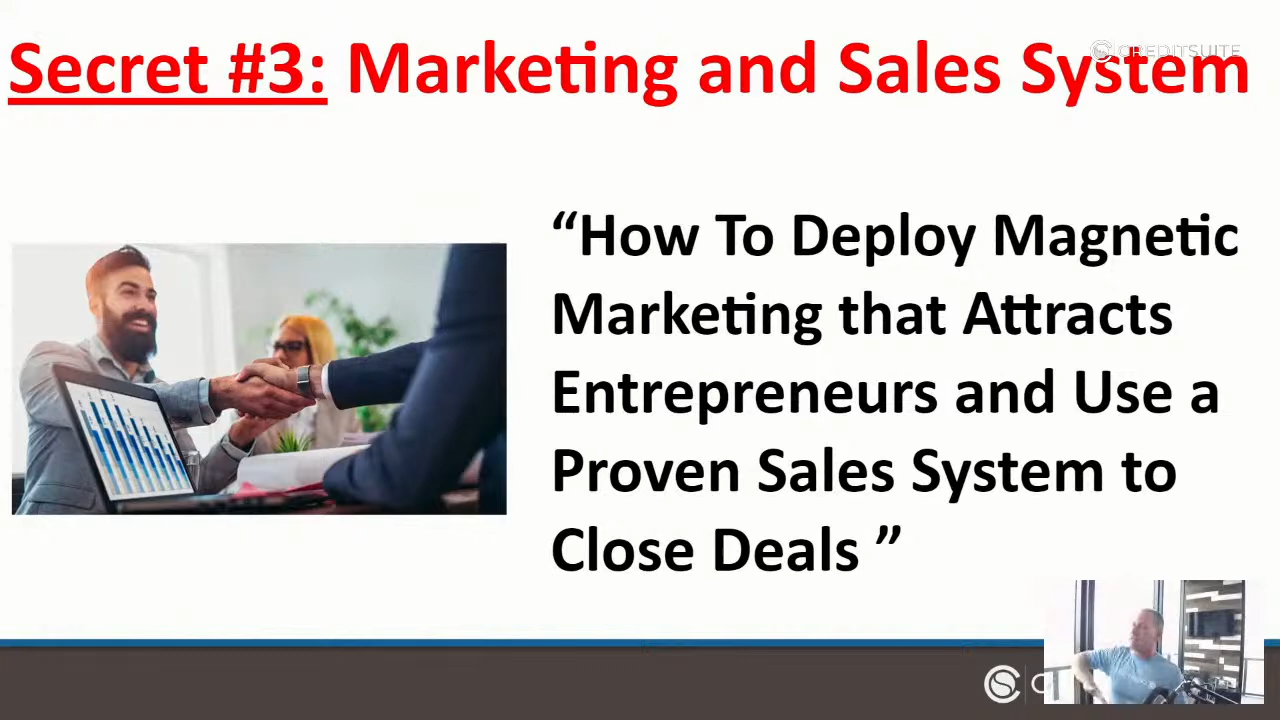 Secret #3: Marketing and Sales System
CREDITSUITE
“How To Deploy Magnetic
Marketing that Attracts
Entrepreneurs and Use a
Proven Sales System to
Close Deals ”